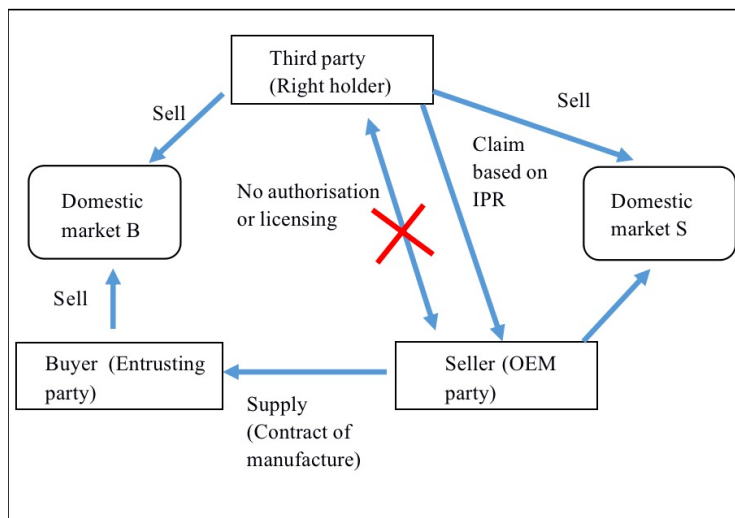 Third party
(Right holder)
Sell
Sell
Claim
based on
IPR
No authorisation
or licensing
Domestic
market B
Domestic
market S
Sell
Buyer (Entrusting
party)
Seller (OEM
party)
Supply
(Contract of
manufacture)